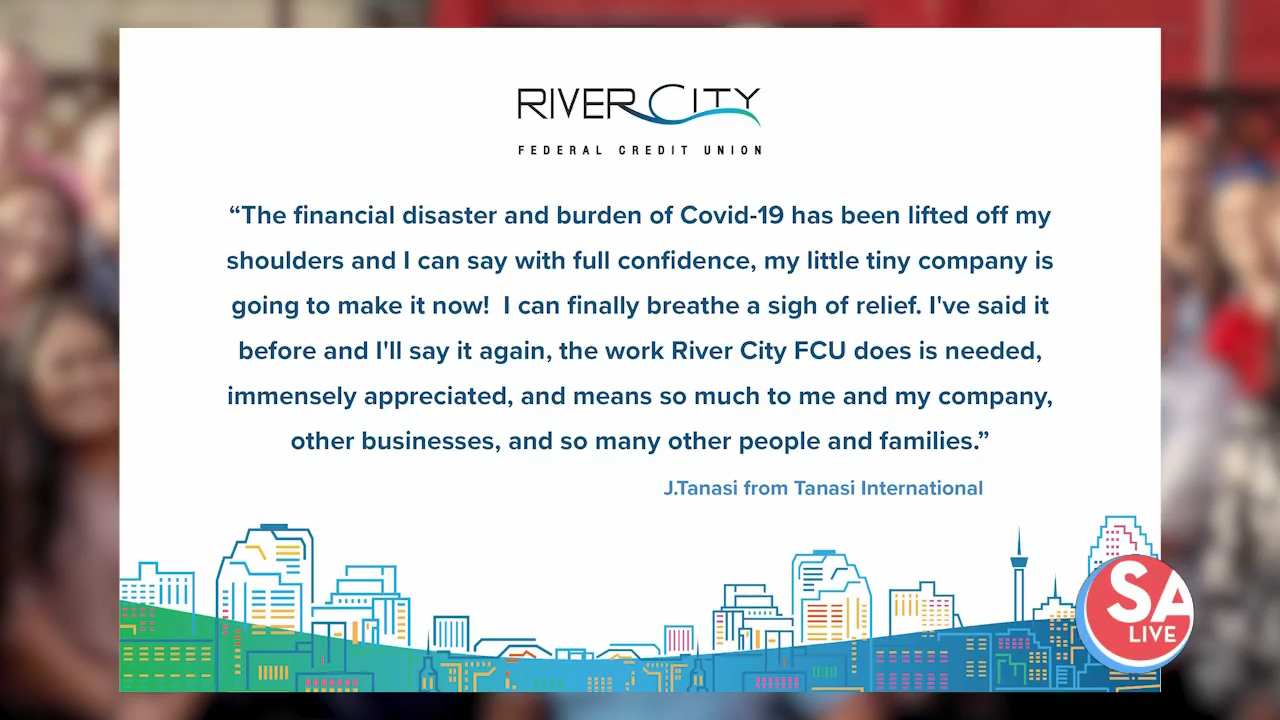 RIVER CITY
FEDERAL CREDIT UNION
“The financial disaster and burden of Covid-19 has been lifted off my
shoulders and I can say with full confidence, my little tiny company is
going to make it now!  I can finally breathe a sigh of relief. I've said it
before and I'll say it again, the work River City FCU does is needed,
immensely appreciated, and means so much to me and my company,
other businesses, and so many other people and families.”
J.Tanasi from Tanasi International
SA
LIVE